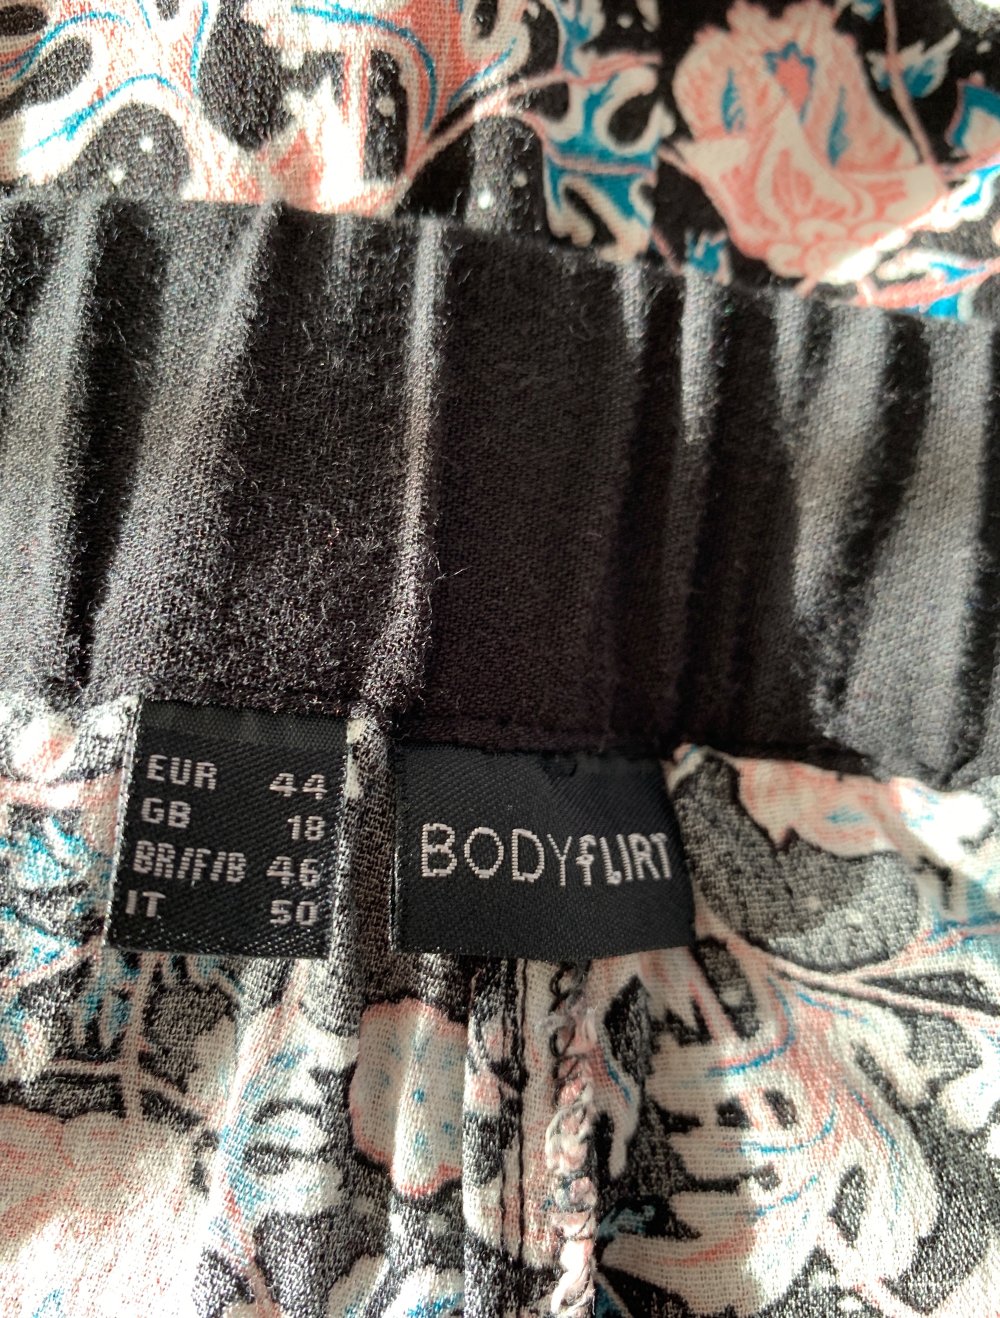 EUR 44
GB 18
BR/F/B 46
IT 50
BODYfLIRT